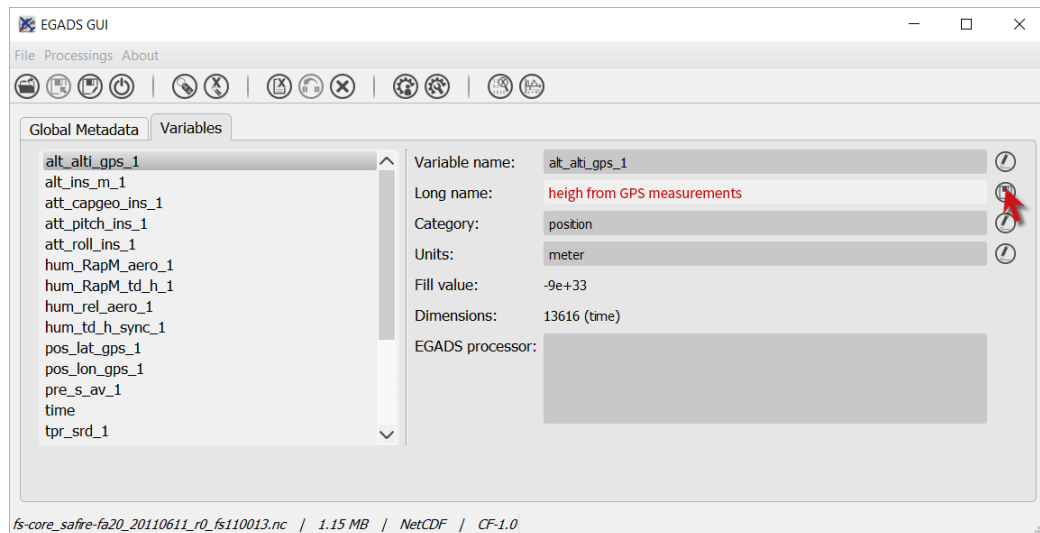 EGADS GUI
File Processings About
Global Metadata Variables
alt_alti_gps_1
alt_ins_m_1
att_capgeo_ins_1
att_pitch_ins_1
att_roll_ins_1
hum_RapM_aero_1
hum_RapM_td_h_1
hum_rel_aero_1
hum_td_h_sync_1
pos_lat_gps_1
pos_lon_gps_1
pre_s_av_1
time
tpr_srd_1
Variable name: alt_alti_gps_1
Long name: heigh from GPS measurements
Category: position
Units: meter
Fill value: -9e+33
Dimensions: 13616 (time)
EGADS processor:
fs-core_safire-fa20_20110611_r0_fs110013.nc | 1.15 MB | NetCDF | CF-1.0